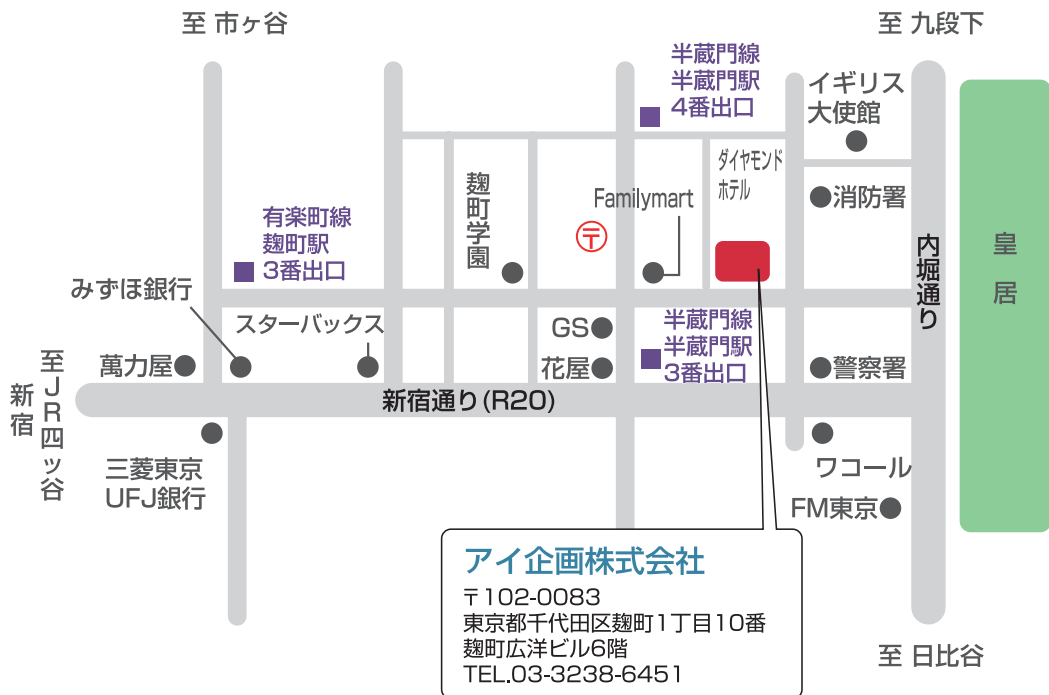 至 市ヶ谷
至 九段下
半蔵門線
半蔵門駅
4番出口
イギリス
大使館
ダイヤモンド
ホテル
麹町学園
Familymart
消防署
有楽町線
麹町駅
3番出口
〒
内堀通り
皇居
みずほ銀行
スターバックス
GS
半蔵門線
半蔵門駅
3番出口
萬力屋
花屋
警察署
至JR四ッ谷
新宿
新宿通り(R20)
三菱東京
UFJ銀行
ワコール
FM東京
アイ企画株式会社
〒102-0083
東京都千代田区麹町1丁目10番
麹町広洋ビル6階
TEL.03-3238-6451
至 日比谷